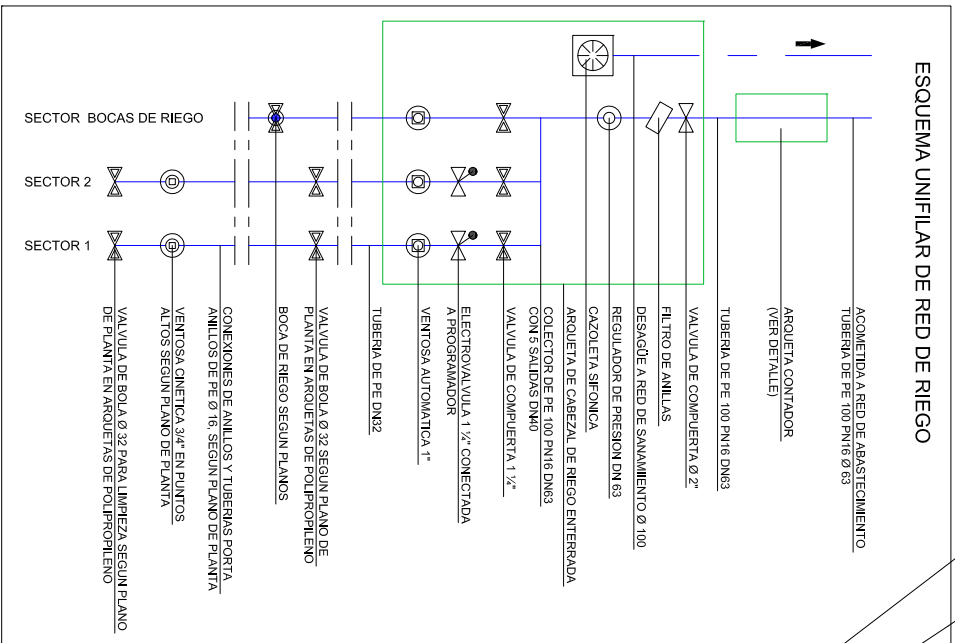 ESQUEMA UNIFILAR DE RED DE RIEGO
SECTOR BOCAS DE RIEGO
SECTOR 2
SECTOR 1
ACOMETIDA A RED DE ABASTECIMIENTO
TUBERIA DE PE 100 PN16 Ø 63
ARQUETA CONTADOR
(VER DETALLE)
TUBERIA DE PE 100 PN16 DN63
VALVULA DE COMPUERTA Ø 2"
FILTRO DE ANILLAS
DESAGÜE A RED DE SANAMIENTO Ø 100
REGULADOR DE PRESION DN 63
CAZOLETA SIFONICA
ARQUETA DE CABEZAL DE RIEGO ENTERRADA
COLECTOR DE PE 100 PN16 DN63
CON 5 SALIDAS DN40
VALVULA DE COMPUERTA 1 ¼"
ELECTROVALVULA 1 ¼" CONECTADA
A PROGRAMADOR
VENTOSA AUTOMATICA 1"
TUBERIA DE PE DN32
VALVULA DE BOLA Ø 32 SEGUN PLANO DE
PLANTA EN ARQUETAS DE POLIPROPILENO
BOCA DE RIEGO SEGUN PLANOS
CONEXIONES DE ANILLOS Y TUBERIAS PORTA
ANILLOS DE PE Ø 16, SEGUN PLANO DE PLANTA
VENTOSA CINETICA 3/4" EN PUNTOS
ALTOS SEGUN PLANO DE PLANTA
VALVULA DE BOLA Ø 32 PARA LIMPIEZA SEGUN PLANO
DE PLANTA EN ARQUETAS DE POLIPROPILENO